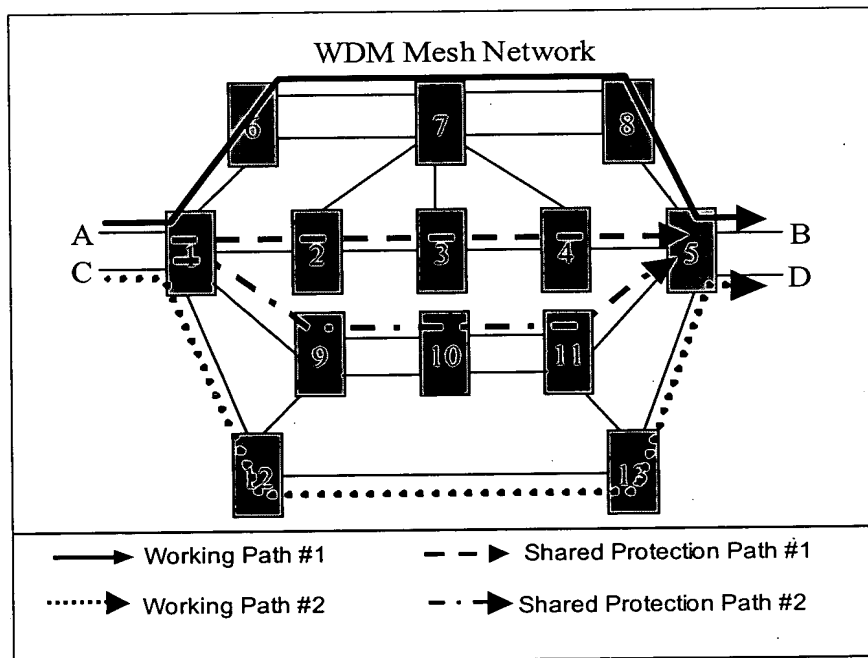 WDM Mesh Network
6 7 8
A B
1 2 3 4 5
C D
9 10 11
12 13
Working Path #1 Shared Protection Path #1
Working Path #2 Shared Protection Path #2